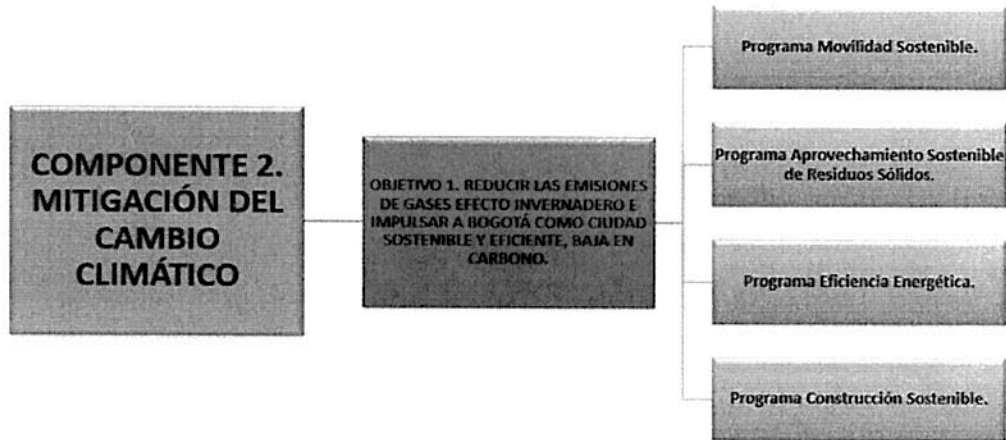 COMPONENTE 2.
MITIGACIÓN DEL
CAMBIO
CLIMÁTICO
OBJETIVO 1. REDUCIR LAS EMISIONES
DE GASES EFECTO INVERNADERO E
IMPULSAR A BOGOTÁ COMO CIUDAD
SOSTENIBLE Y EFICIENTE, BAJA EN
CARBONO.
Programa Movilidad Sostenible.
Programa Aprovechamiento Sostenible
de Residuos Sólidos.
Programa Eficiencia Energética.
Programa Construcción Sostenible.